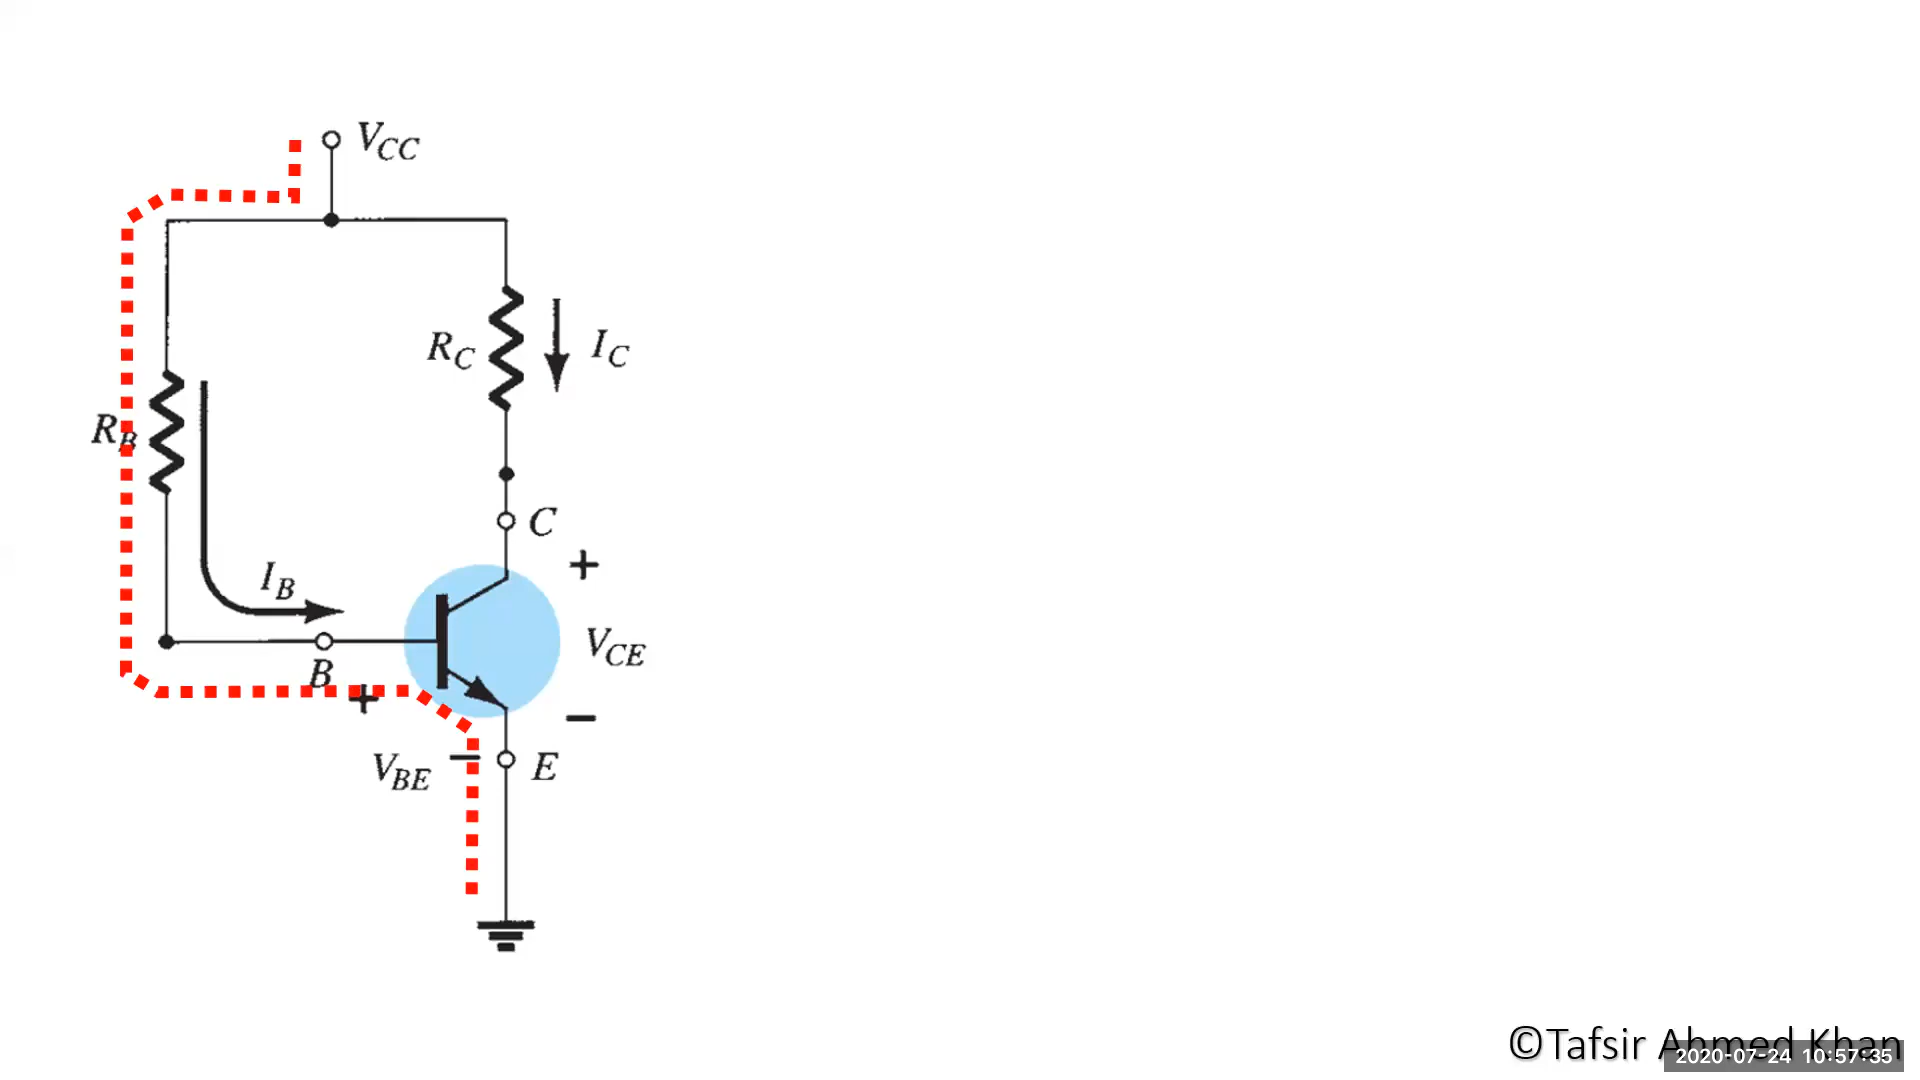 V_CC
R_C
I_C
R_B
C
+
I_B
V_CE
B
+
−
V_BE
−
E
©Tafsir Ahmed Khan
2020-07-24 10:57:35